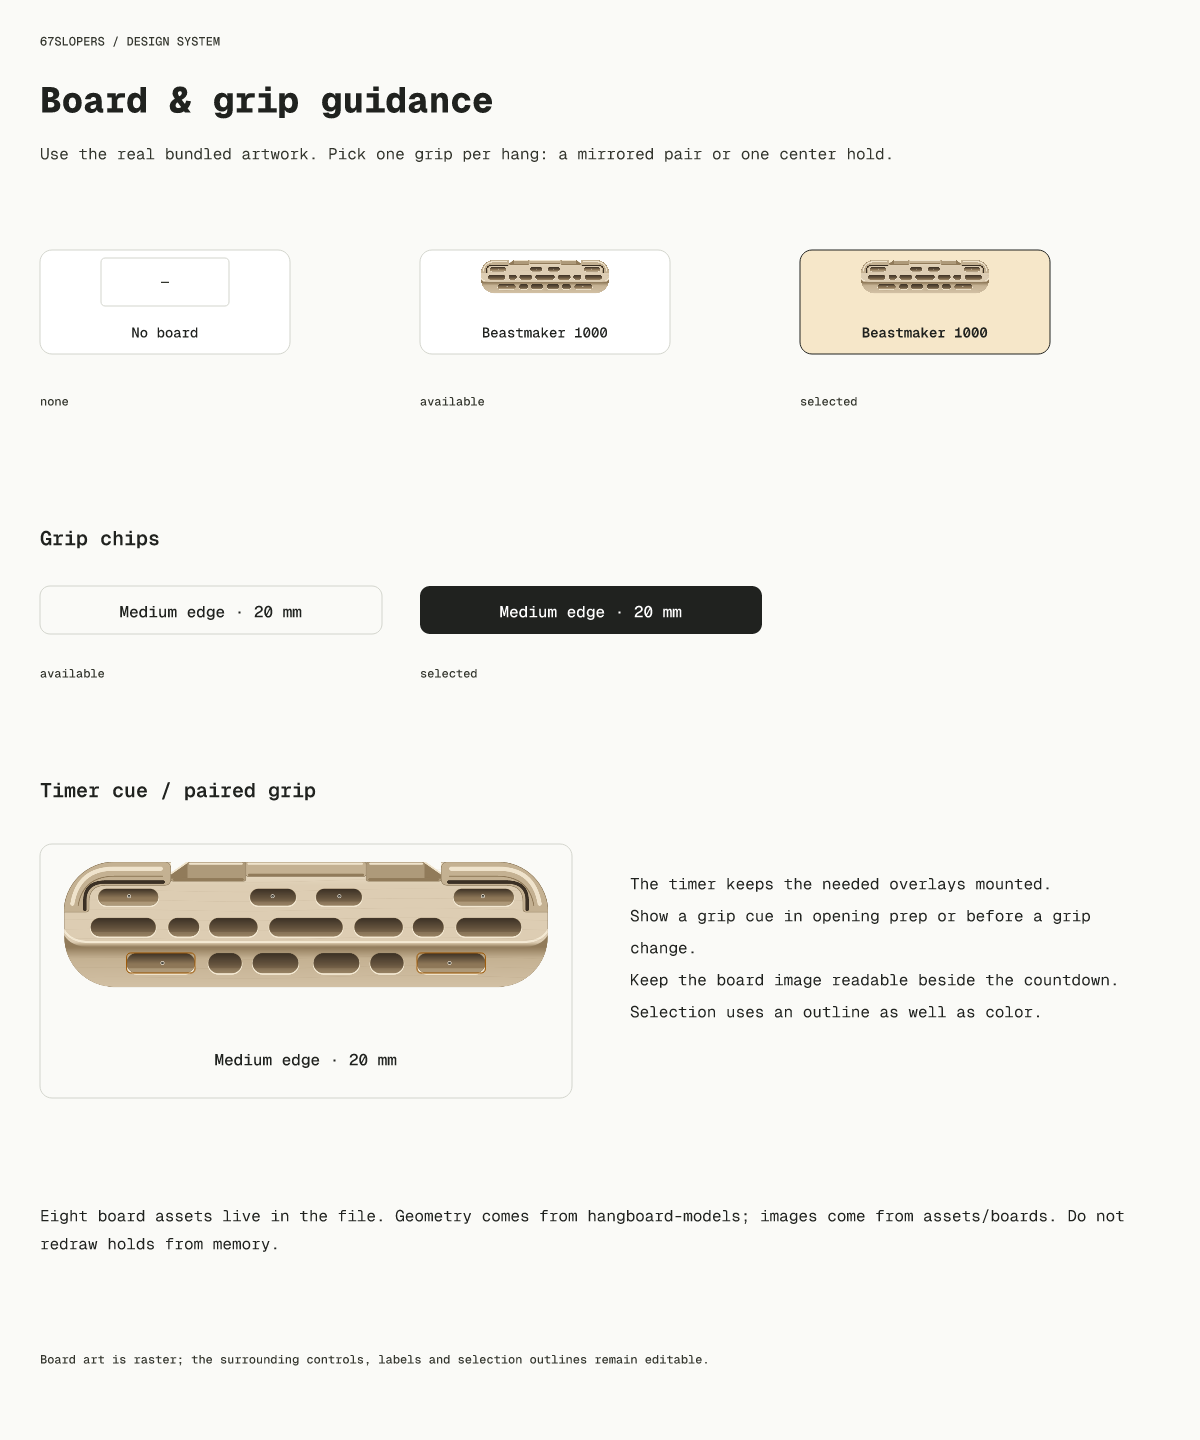 67SLOPERS / DESIGN SYSTEM
Board & grip guidance
Use the real bundled artwork. Pick one grip per hang: a mirrored pair or one center hold.
—
No board
Beastmaker 1000
Beastmaker 1000
none
available
selected
Grip chips
Medium edge · 20 mm
Medium edge · 20 mm
available
selected
Timer cue / paired grip
The timer keeps the needed overlays mounted.
Show a grip cue in opening prep or before a grip
change.
Keep the board image readable beside the countdown.
Selection uses an outline as well as color.
Medium edge · 20 mm
Eight board assets live in the file. Geometry comes from hangboard-models; images come from assets/boards. Do not
redraw holds from memory.
Board art is raster; the surrounding controls, labels and selection outlines remain editable.